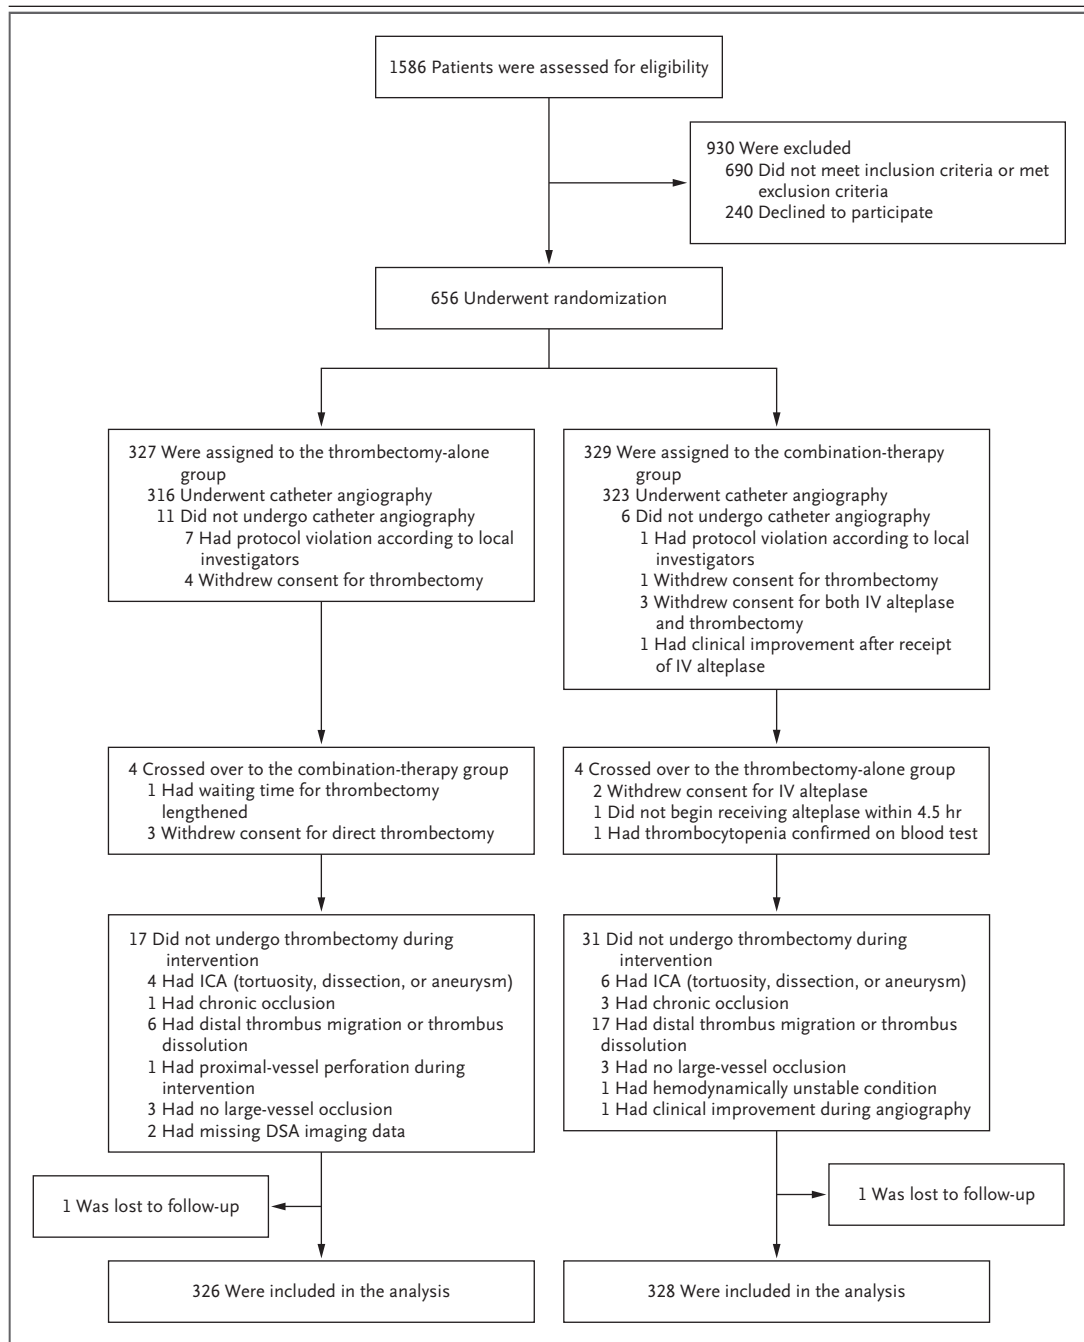 1586 Patients were assessed for eligibility
930 Were excluded
690 Did not meet inclusion criteria or met
exclusion criteria
240 Declined to participate
656 Underwent randomization
327 Were assigned to the thrombectomy-alone
group
316 Underwent catheter angiography
11 Did not undergo catheter angiography
7 Had protocol violation according to local
investigators
4 Withdrew consent for thrombectomy
329 Were assigned to the combination-therapy
group
323 Underwent catheter angiography
6 Did not undergo catheter angiography
1 Had protocol violation according to local
investigators
1 Withdrew consent for thrombectomy
3 Withdrew consent for both IV alteplase
and thrombectomy
1 Had clinical improvement after receipt
of IV alteplase
4 Crossed over to the combination-therapy group
1 Had waiting time for thrombectomy
lengthened
3 Withdrew consent for direct thrombectomy
4 Crossed over to the thrombectomy-alone group
2 Withdrew consent for IV alteplase
1 Did not begin receiving alteplase within 4.5 hr
1 Had thrombocytopenia confirmed on blood test
17 Did not undergo thrombectomy during
intervention
4 Had ICA (tortuosity, dissection, or aneurysm)
1 Had chronic occlusion
6 Had distal thrombus migration or thrombus
dissolution
1 Had proximal-vessel perforation during
intervention
3 Had no large-vessel occlusion
2 Had missing DSA imaging data
31 Did not undergo thrombectomy during
intervention
6 Had ICA (tortuosity, dissection, or aneurysm)
3 Had chronic occlusion
17 Had distal thrombus migration or thrombus
dissolution
3 Had no large-vessel occlusion
1 Had hemodynamically unstable condition
1 Had clinical improvement during angiography
1 Was lost to follow-up
1 Was lost to follow-up
326 Were included in the analysis
328 Were included in the analysis